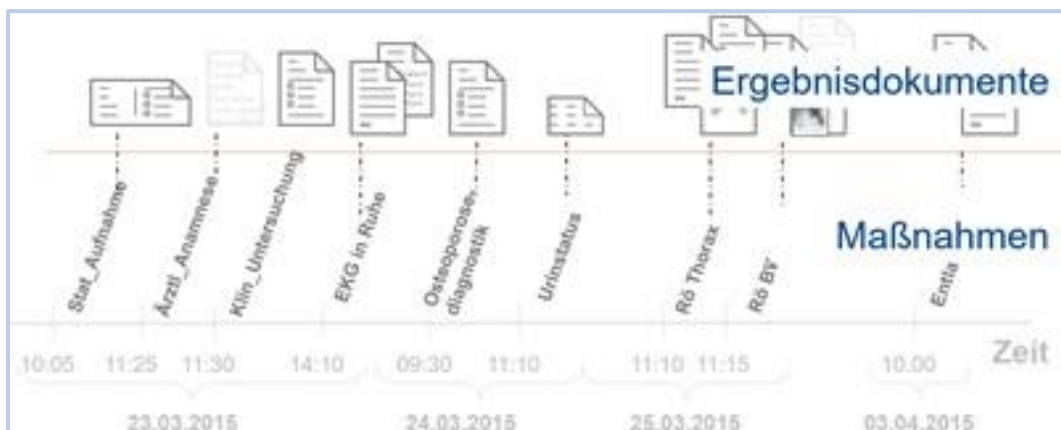 Ergebnisdokumente
Maßnahmen
Stat_Aufnahme
Ärztl_Anamnese
Klin_Untersuchung
EKG in Ruhe
Osteoporose-
diagnostik
Urinstatus
Rö Thorax
Rö BV
Entla
10:05 11:25 11:30 14:10 09:30 11:10 11:10 11:15 10.00 Zeit
23.03.2015 24.03.2015 25.03.2015 03.04.2015